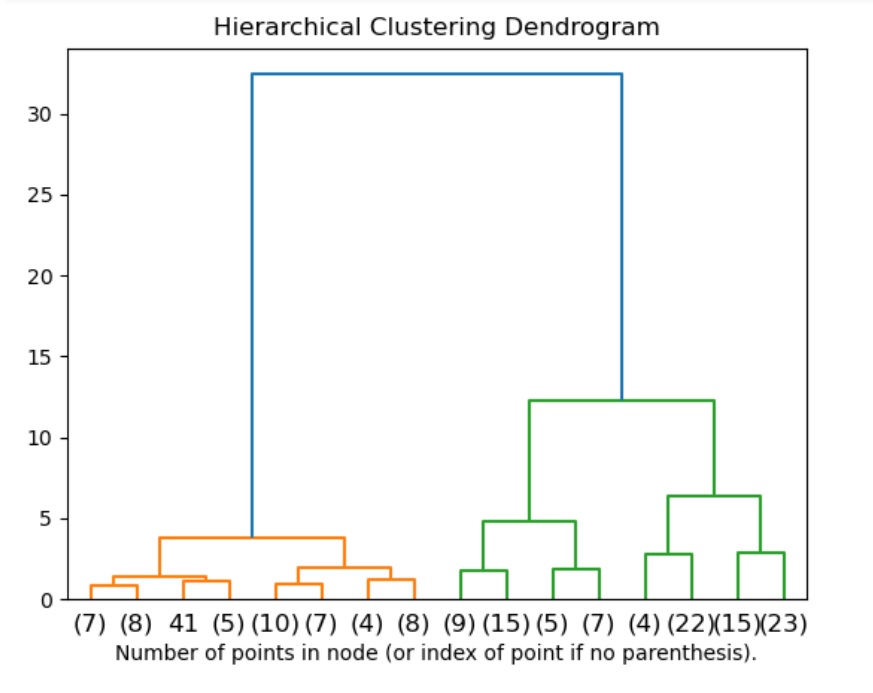 Hierarchical Clustering Dendrogram
30
25
20
15
10
5
0
(7) (8) 41 (5) (10) (7) (4) (8) (9) (15) (5) (7) (4) (22)(15)(23)
Number of points in node (or index of point if no parenthesis).